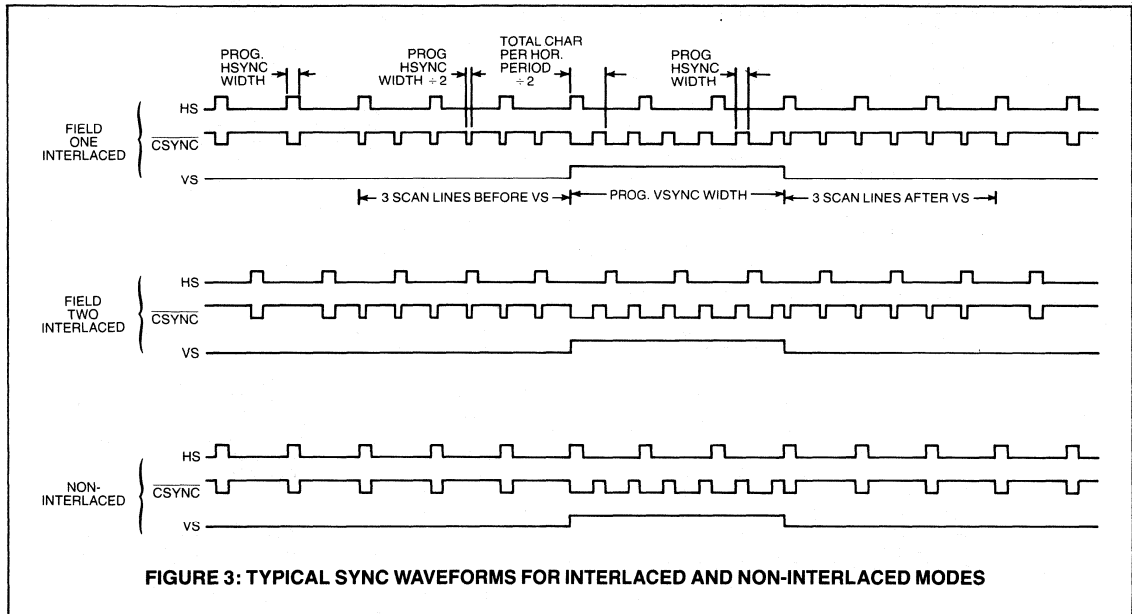 PROG.
HSYNC
WIDTH
PROG
HSYNC
WIDTH ÷2
TOTAL CHAR
PER HOR.
PERIOD
÷2
PROG
HSYNC
WIDTH
FIELD
ONE
INTERLACED
HS
CSYNC
VS
3 SCAN LINES BEFORE VS
PROG. VSYNC WIDTH
3 SCAN LINES AFTER VS
FIELD
TWO
INTERLACED
HS
CSYNC
VS
NON-
INTERLACED
HS
CSYNC
VS
FIGURE 3: TYPICAL SYNC WAVEFORMS FOR INTERLACED AND NON-INTERLACED MODES